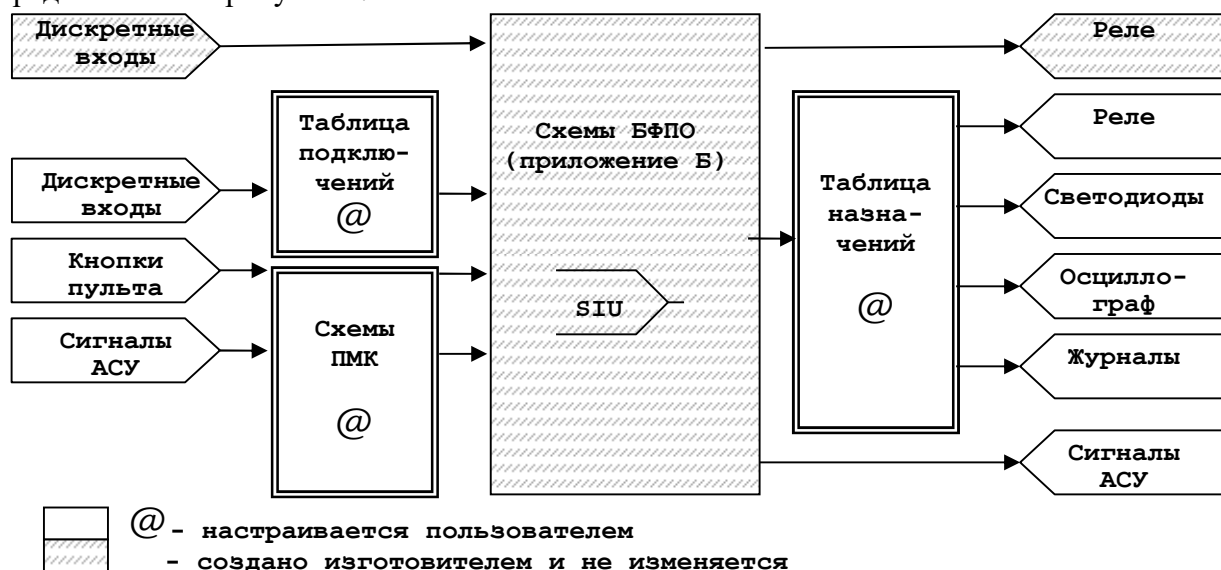 Дискретные
входы
Таблица
подклю-
чений
@
Дискретные
входы
Кнопки
пульта
Сигналы
АСУ
Схемы
ПМК
@
Схемы БФПО
(приложение Б)
SIU
Таблица
назна-
чений
@
Реле
Реле
Светодиоды
Осцилло-
граф
Журналы
Сигналы
АСУ
@ - настраивается пользователем
- создано изготовителем и не изменяется